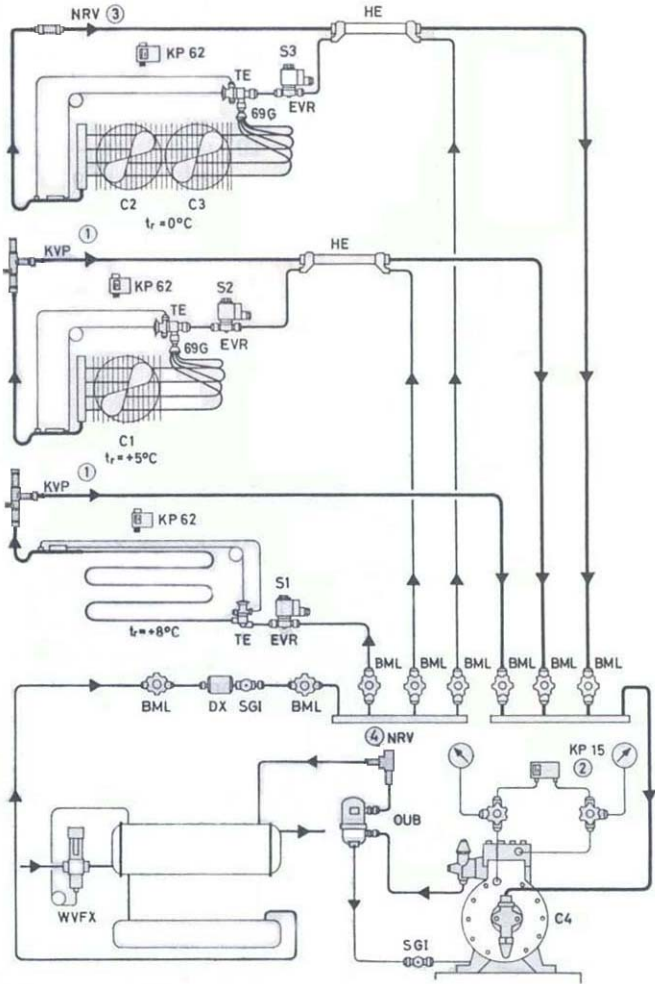 NRV ③
HE
KP 62
S3
TE
EVR
69G
C2
C3
tr = 0°C
①
KVP
HE
KP 62
S2
TE
EVR
69G
C1
tr = +5°C
①
KVP
KP 62
S1
tr = +8°C
TE
EVR
BML
BML
BML
BML
BML
BML
BML
DX
SGI
BML
④ NRV
KP 15
②
OUB
WVFX
C4
SGI